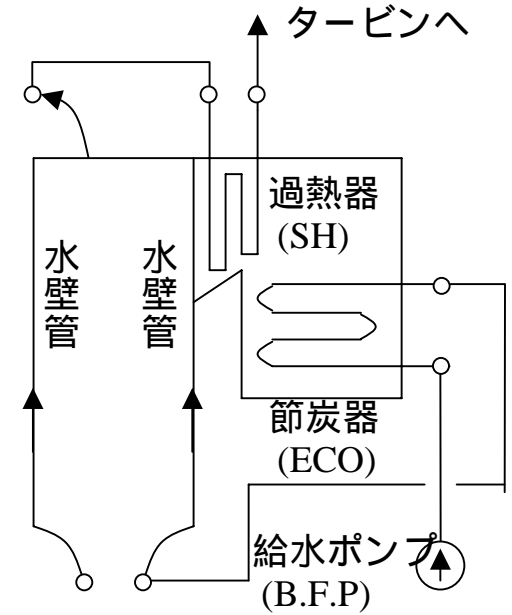 タービンへ
過熱器
(SH)
水壁管
水壁管
節炭器
(ECO)
給水ポンプ
(B.F.P)